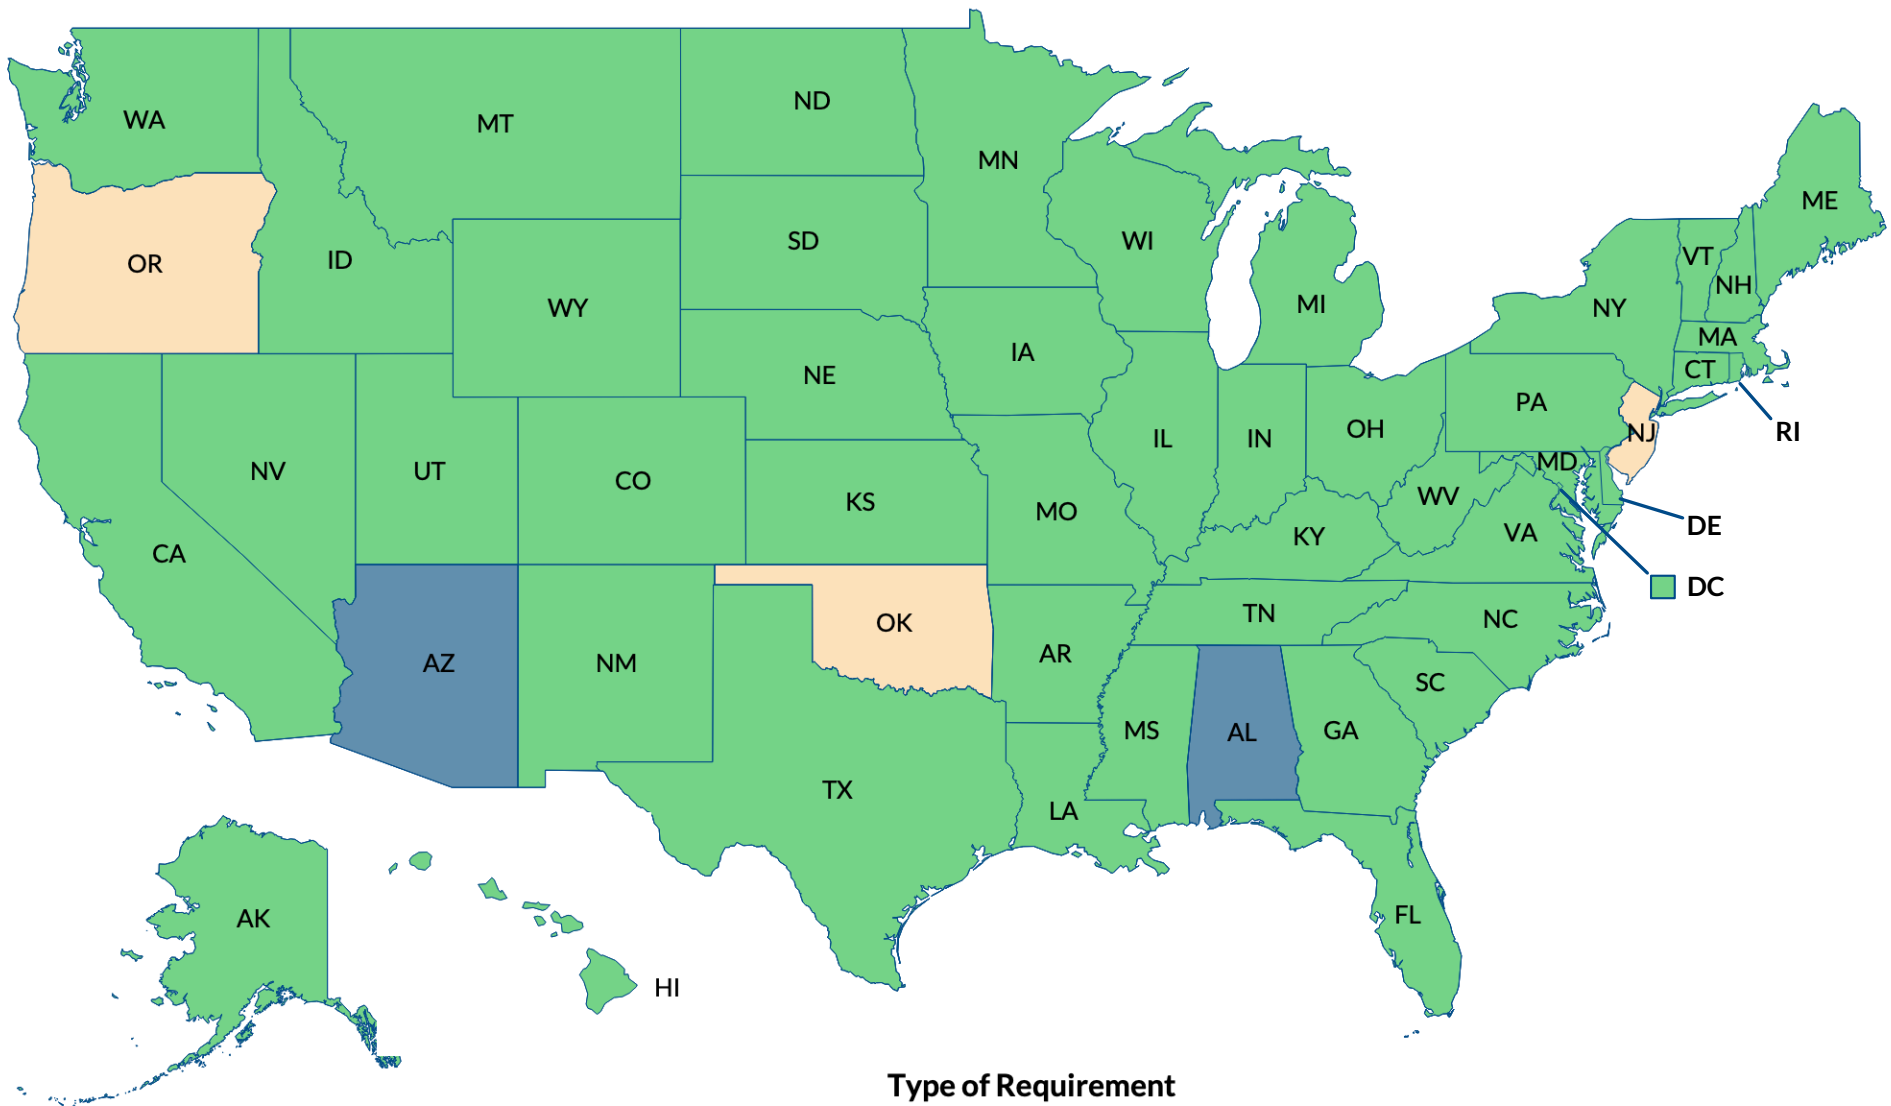 WA
MT
ND
MN
OR
ID
WY
SD
WI
MI
ME
VT
NH
NY
MA
CT
RI
NE
IA
PA
NJ
NV
UT
CO
KS
MO
IL
IN
OH
MD
WV
VA
KY
DE
DC
CA
AZ
NM
OK
AR
TN
NC
SC
MS
AL
GA
TX
LA
FL
AK
HI
Type of Requirement